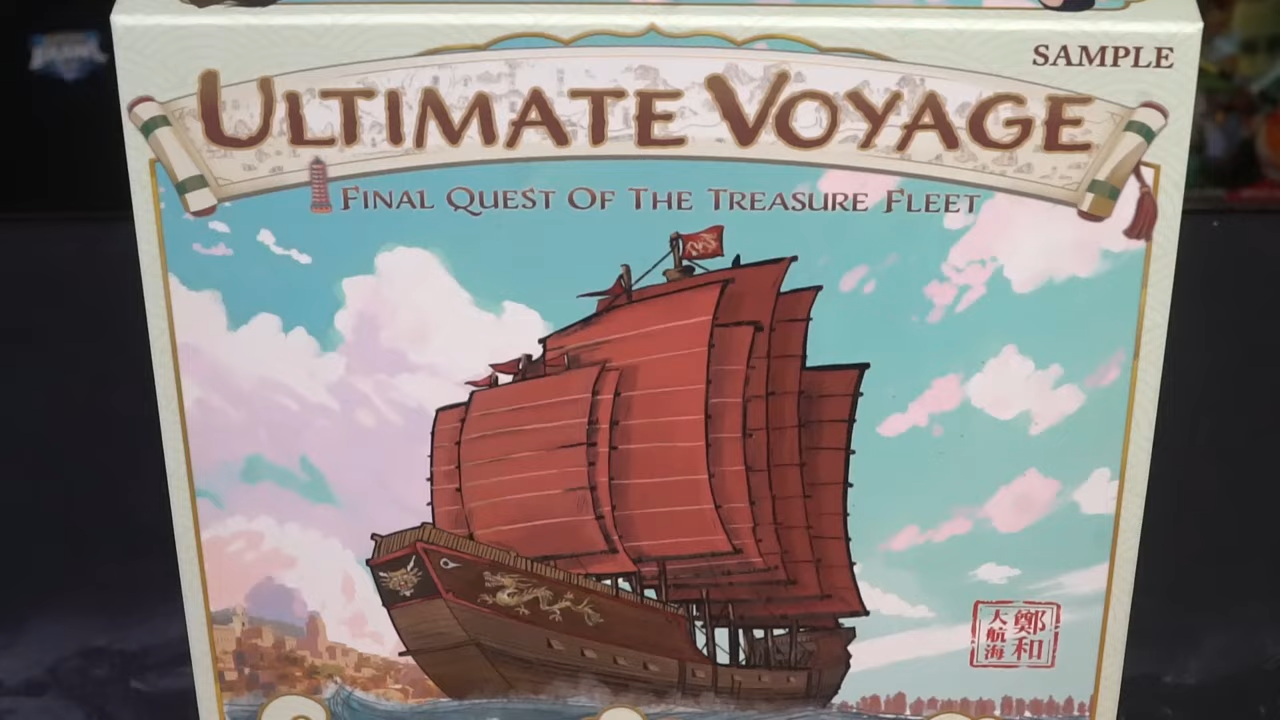 SAMPLE
ULTIMATE VOYAGE
FINAL QUEST OF THE TREASURE FLEET
鄭和
大航海